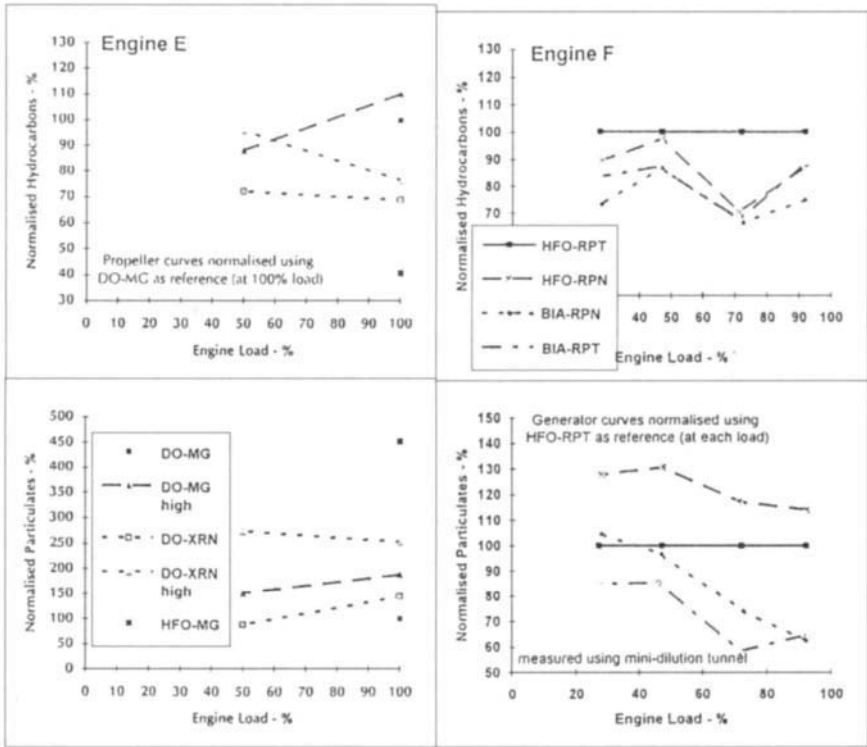 Engine E
Normalised Hydrocarbons - %
130
120
110
100
90
80
70
60
50
40
30
Propeller curves normalised using
DO-MG as reference (at 100% load)
0 10 20 30 40 50 60 70 80 90 100
Engine Load - %
Engine F
Normalised Hydrocarbons - %
130
120
110
100
90
80
70
HFO-RPT
HFO-RPN
BIA-RPN
BIA-RPT
70 80 90 100
Engine Load - %
Normalised Particulates - %
500
450
400
350
300
250
200
150
100
50
0
DO-MG
DO-MG
high
DO-XRN
DO-XRN
high
HFO-MG
0 10 20 30 40 50 60 70 80 90 100
Engine Load - %
Normalised Particulates - %
150
140
130
120
110
100
90
80
70
60
50
Generator curves normalised using
HFO-RPT as reference (at each load)
measured using mini-dilution tunnel
0 20 40 60 80 100
Engine Load - %